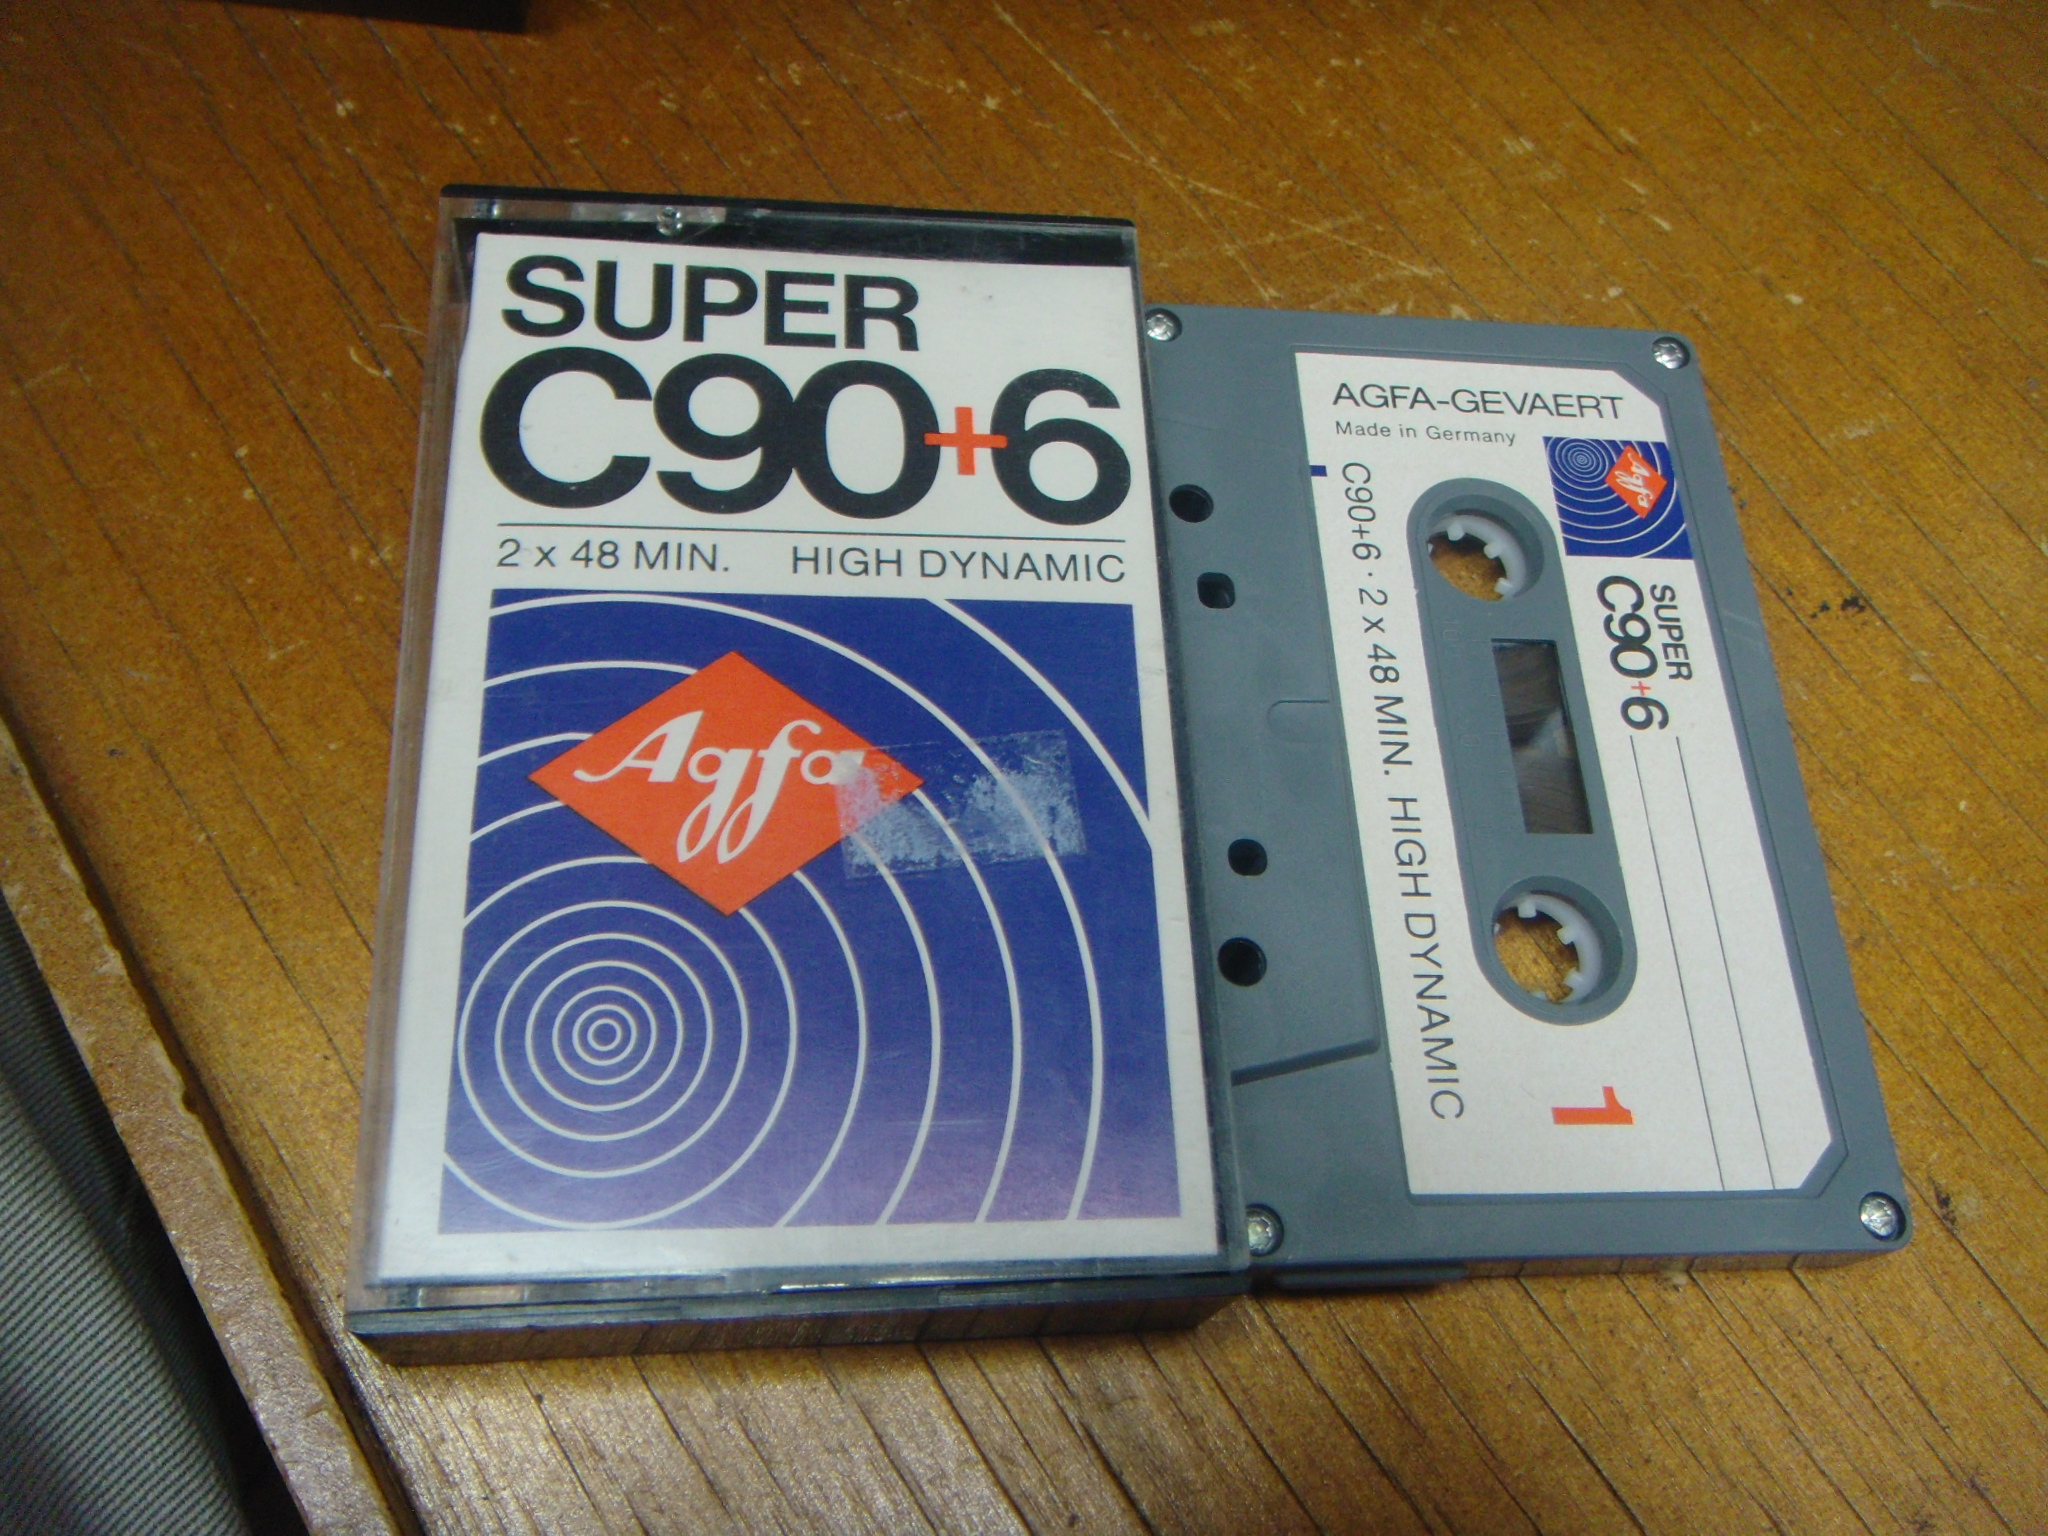 SUPER
C90+6
2 x 48 MIN. HIGH DYNAMIC
Agfa
AGFA-GEVAERT
Made in Germany
Agfa
SUPER
C90+6
C90+6 · 2 x 48 MIN. HIGH DYNAMIC
1